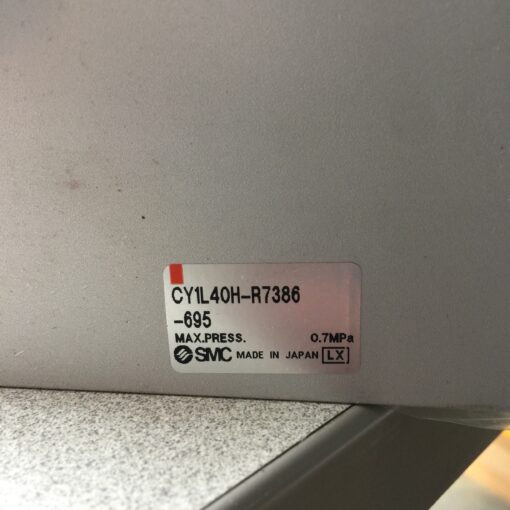 CY1L40H-R7386
-695
MAX.PRESS. 0.7MPa
SMC MADE IN JAPAN LX